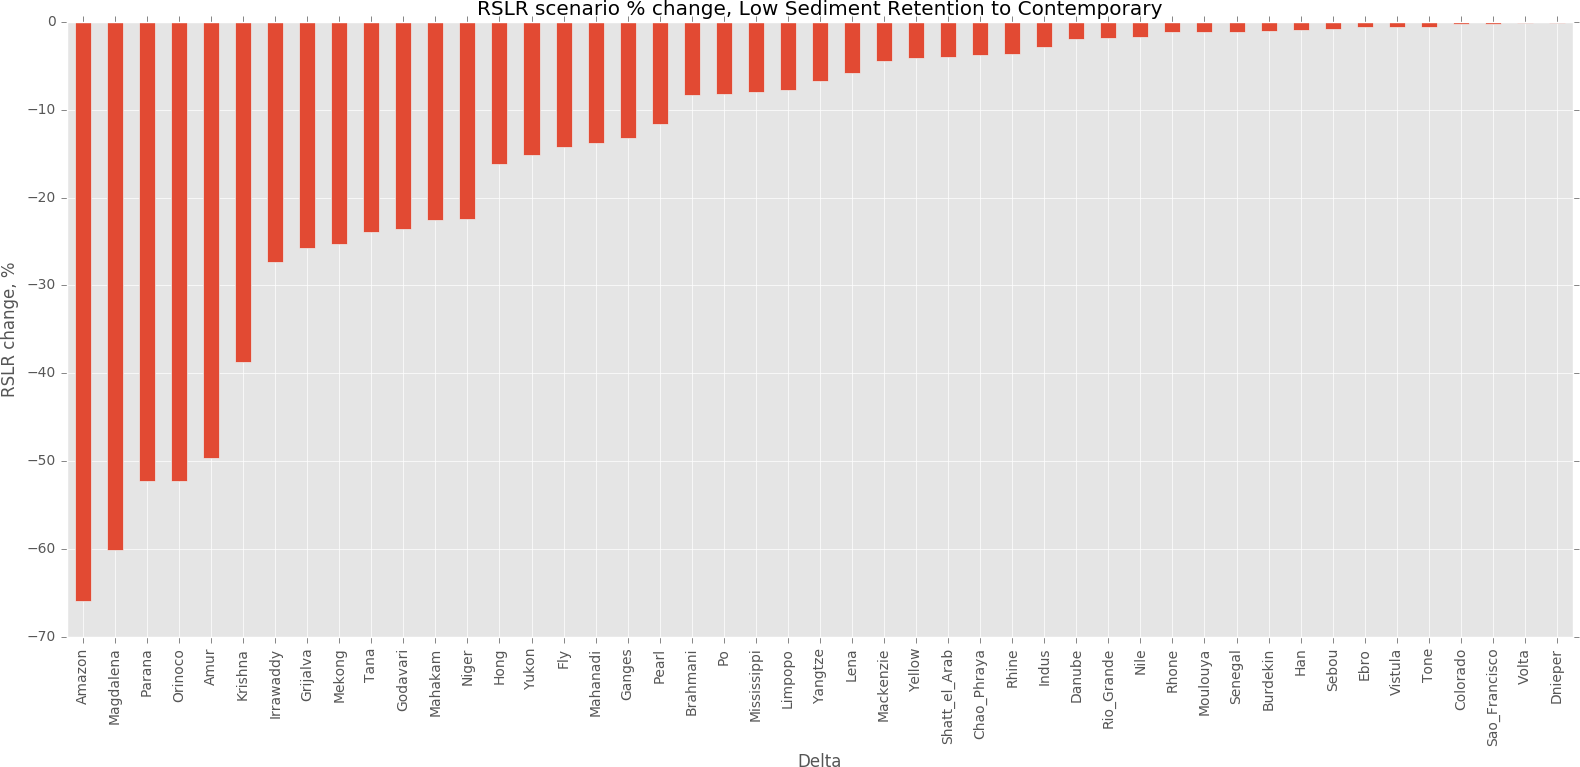 RSLR scenario % change, Low Sediment Retention to Contemporary
RSLR change, %
0
−10
−20
−30
−40
−50
−60
−70
Amazon
Magdalena
Parana
Orinoco
Amur
Krishna
Irrawaddy
Grijalva
Mekong
Tana
Godavari
Mahakam
Niger
Hong
Yukon
Fly
Mahanadi
Ganges
Pearl
Brahmani
Po
Mississippi
Limpopo
Yangtze
Lena
Mackenzie
Yellow
Shatt_el_Arab
Chao_Phraya
Rhine
Indus
Danube
Rio_Grande
Nile
Rhone
Moulouya
Senegal
Burdekin
Han
Sebou
Ebro
Vistula
Tone
Colorado
Sao_Francisco
Volta
Dnieper
Delta